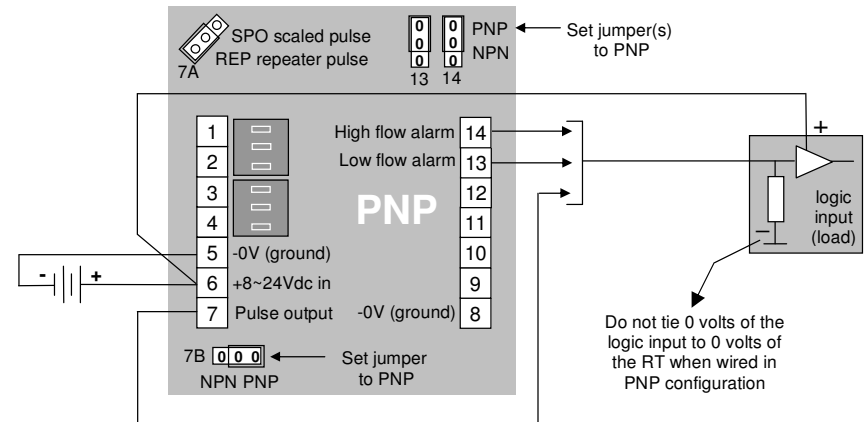 SPO scaled pulse
REP repeater pulse
7A
0 0
0 0
0 0
13 14
PNP
NPN
Set jumper(s)
to PNP
1
2
3
4
5 -0V (ground)
6 +8~24Vdc in
7 Pulse output
- +
High flow alarm 14
Low flow alarm 13
12
11
10
9
-0V (ground) 8
PNP
7B 0 0 0
NPN PNP
Set jumper
to PNP
+
logic
input
(load)
-
Do not tie 0 volts of the
logic input to 0 volts of
the RT when wired in
PNP configuration